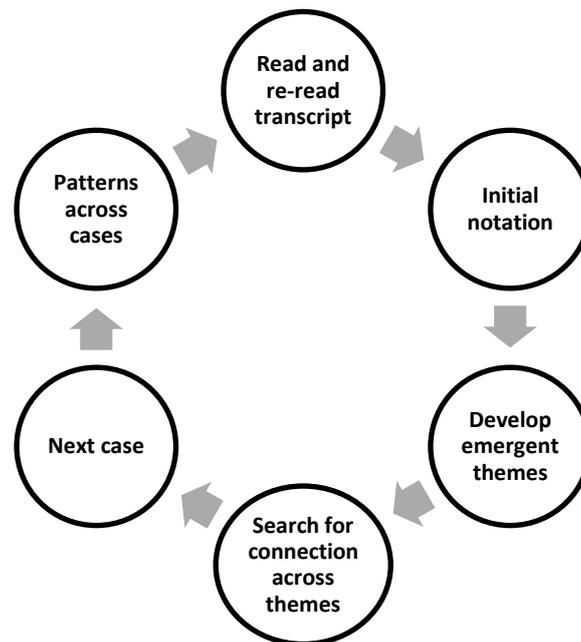 Read and
re-read
transcript
Initial
notation
Develop
emergent
themes
Search for
connection
across
themes
Next case
Patterns
across
cases